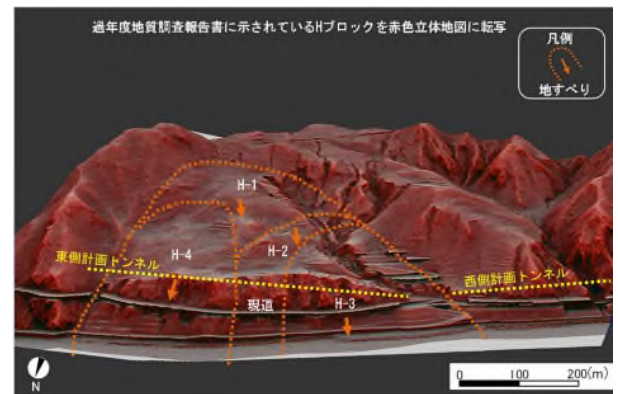 過年度地質調査報告書に示されているHブロックを赤色立体地図に転写
凡例
地すべり
H-1
H-2
H-4
東側計画トンネル
西側計画トンネル
現道
H-3
N
0 100 200(m)